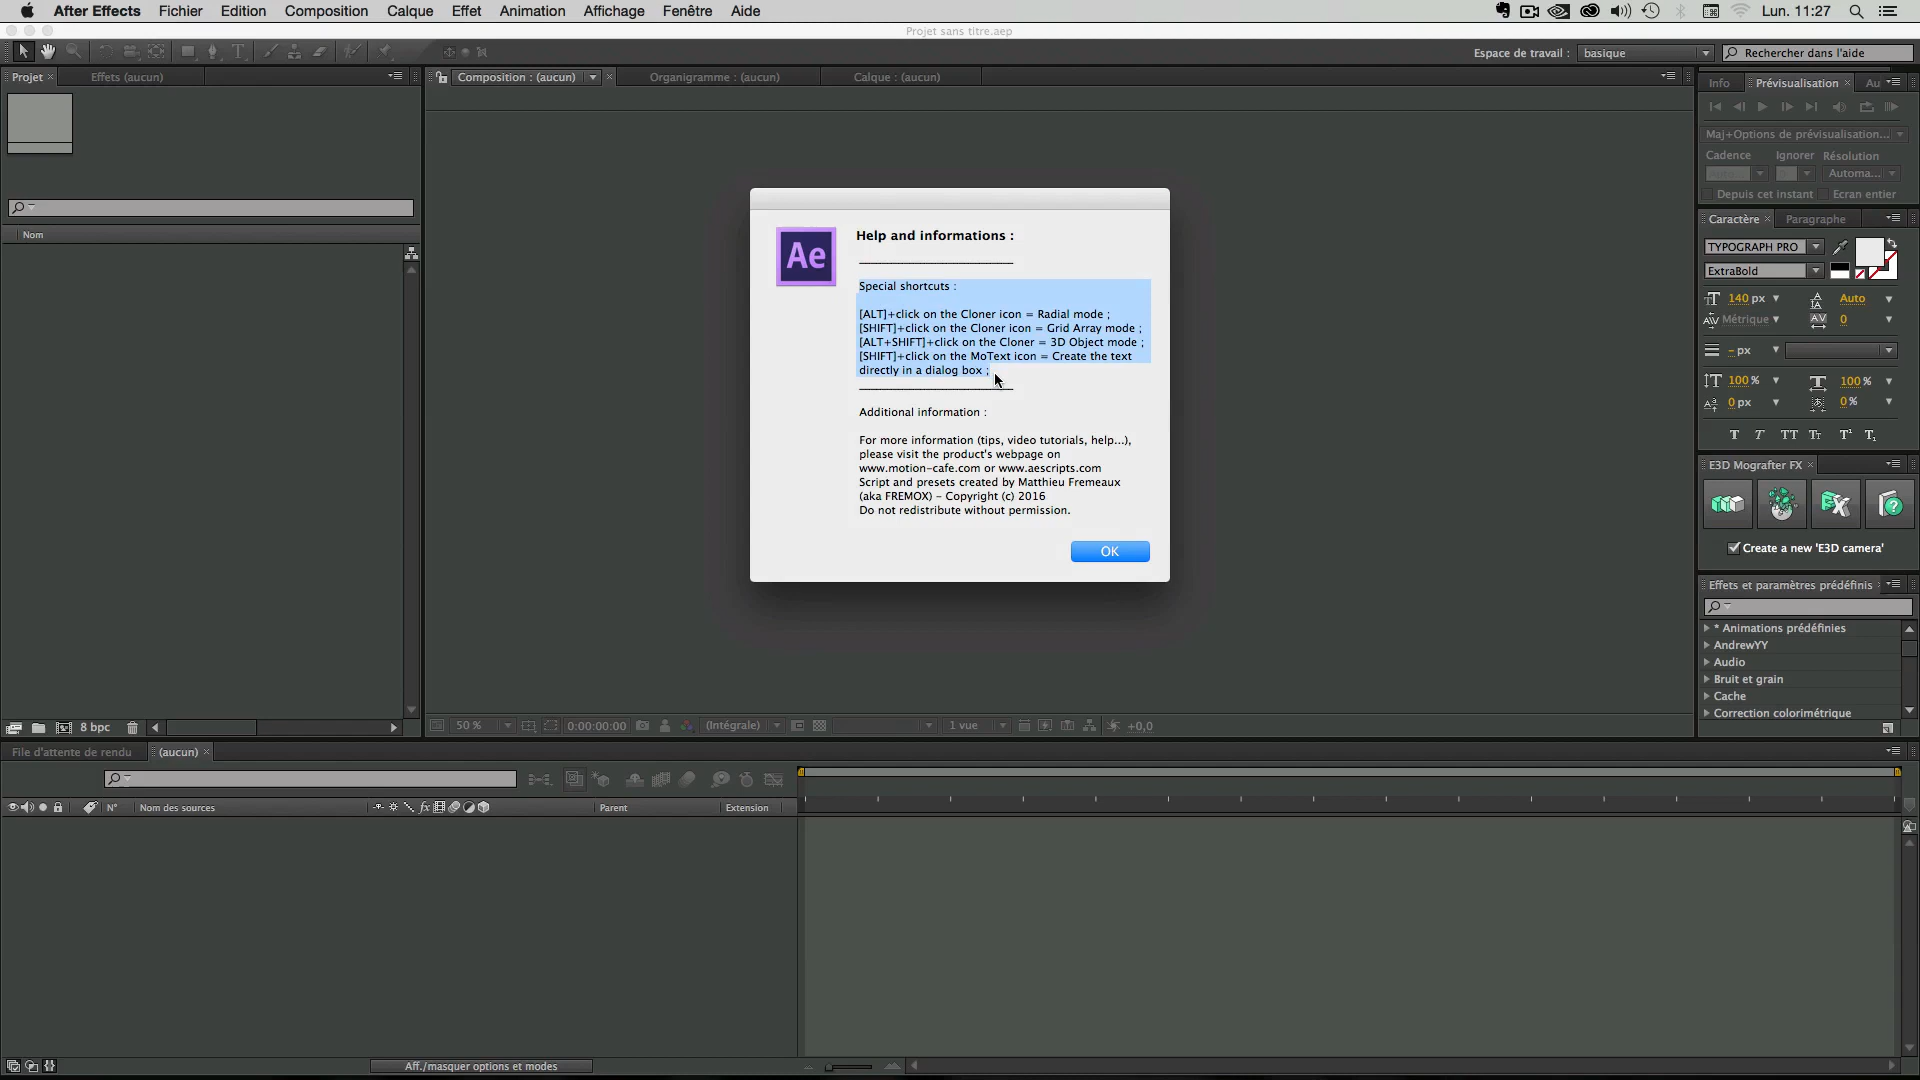 After Effects Fichier Edition Composition Calque Effet Animation Affichage Fenêtre Aide Lun. 11:27
Projet sans titre.aep
Espace de travail : basique Rechercher dans l'aide
Projet Effets (aucun) Composition : (aucun) Organigramme : (aucun) Calque : (aucun)
Info Prévisualisation Au
Maj+Options de prévisualisation...
Cadence Ignorer Résolution
Automa...
Depuis cet instant Ecran entier
Caractère Paragraphe
TYPOGRAPH PRO
ExtraBold
140 px Auto
Métrique 0
- px
100 % 100 %
0 px 0 %
T T TT Tr T¹ T₁
E3D Mografter FX
Create a new 'E3D camera'
Effets et paramètres prédéfinis
* Animations prédéfinies
AndrewYY
Audio
Bruit et grain
Cache
Correction colorimétrique
Nom
Ae
Help and informations :
Special shortcuts :
[ALT]+click on the Cloner icon = Radial mode ;
[SHIFT]+click on the Cloner icon = Grid Array mode ;
[ALT+SHIFT]+click on the Cloner = 3D Object mode ;
[SHIFT]+click on the MoText icon = Create the text
directly in a dialog box ;
Additional information :
For more information (tips, video tutorials, help...),
please visit the product's webpage on
www.motion-cafe.com or www.aescripts.com
Script and presets created by Matthieu Fremeaux
(aka FREMOX) - Copyright (c) 2016
Do not redistribute without permission.
OK
8 bpc
50 % 0:00:00:00 (Intégrale) 1 vue +0,0
File d'attente de rendu (aucun)
N° Nom des sources fx Parent Extension
Aff./masquer options et modes